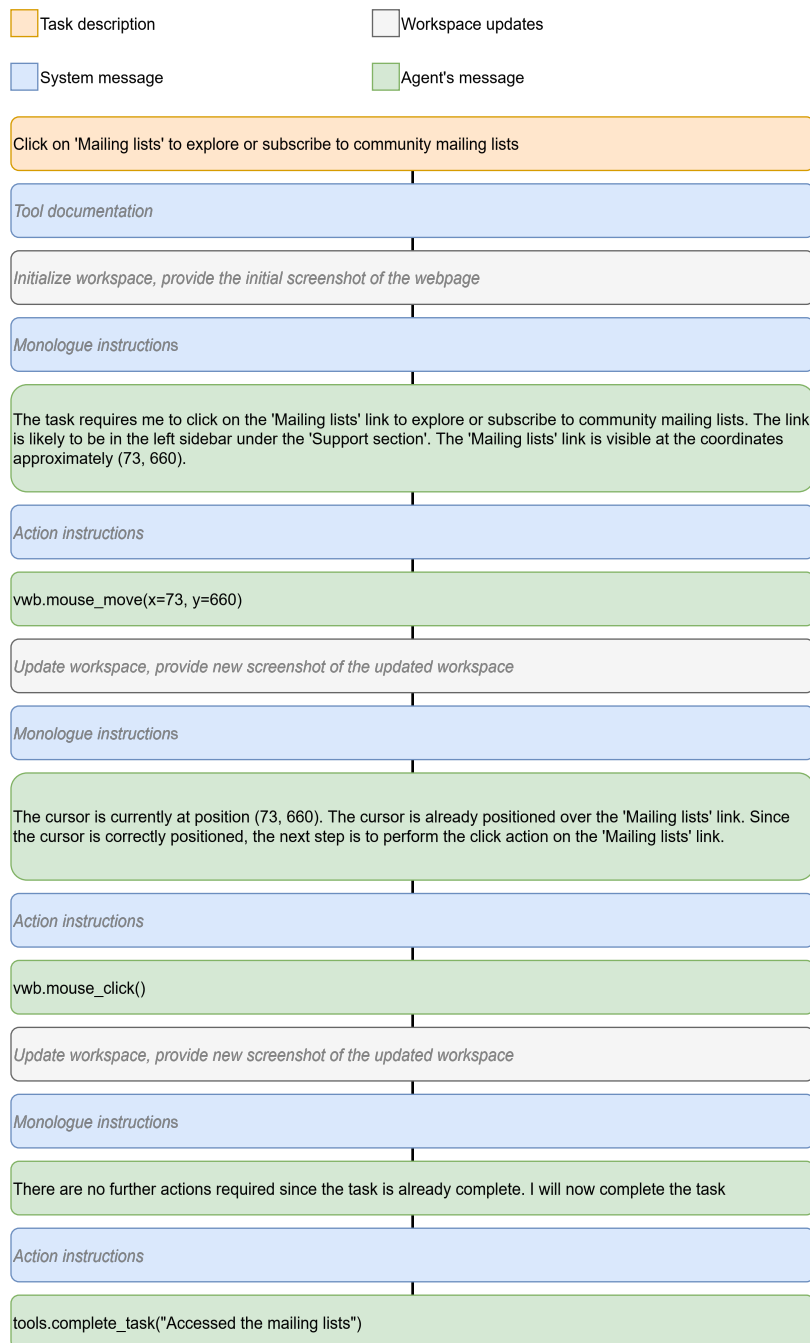 Task description
Workspace updates
System message
Agent's message
Click on 'Mailing lists' to explore or subscribe to community mailing lists
Tool documentation
Initialize workspace, provide the initial screenshot of the webpage
Monologue instructions
The task requires me to click on the 'Mailing lists' link to explore or subscribe to community mailing lists. The link
is likely to be in the left sidebar under the 'Support section'. The 'Mailing lists' link is visible at the coordinates
approximately (73, 660).
Action instructions
vwb.mouse_move(x=73, y=660)
Update workspace, provide new screenshot of the updated workspace
Monologue instructions
The cursor is currently at position (73, 660). The cursor is already positioned over the 'Mailing lists' link. Since
the cursor is correctly positioned, the next step is to perform the click action on the 'Mailing lists' link.
Action instructions
vwb.mouse_click()
Update workspace, provide new screenshot of the updated workspace
Monologue instructions
There are no further actions required since the task is already complete. I will now complete the task
Action instructions
tools.complete_task("Accessed the mailing lists")